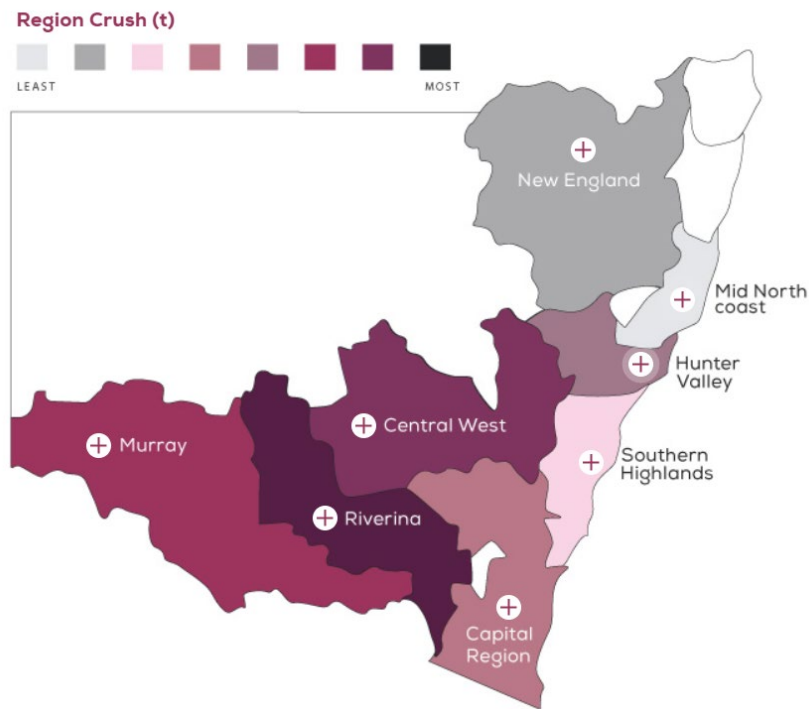 Region Crush (t)
LEAST
MOST
New England
Mid North
coast
Hunter
Valley
Central West
Murray
Southern
Highlands
Riverina
Capital
Region